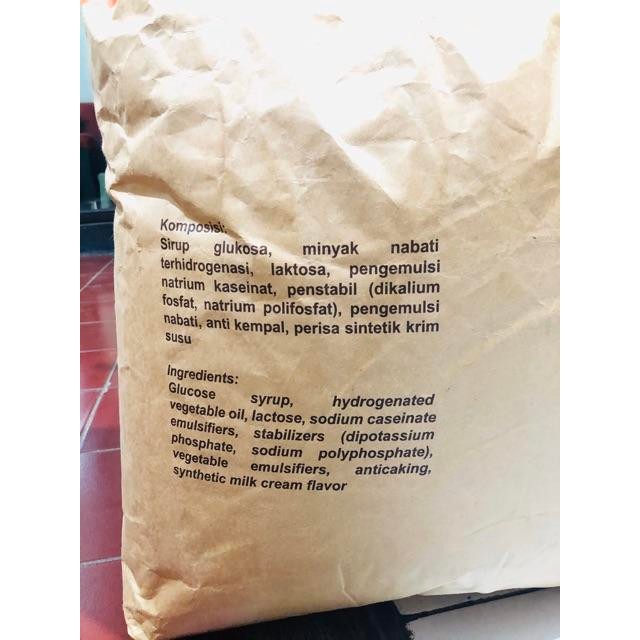 Komposisi:
Sirup glukosa, minyak nabati
terhidrogenasi, laktosa, pengemulsi
natrium kaseinat, penstabil (dikalium
fosfat, natrium polifosfat), pengemulsi
nabati, anti kempal, perisa sintetik krim
susu
Ingredients:
Glucose syrup, hydrogenated
vegetable oil, lactose, sodium caseinate
emulsifiers, stabilizers (dipotassium
phosphate, sodium polyphosphate),
vegetable emulsifiers, anticaking,
synthetic milk cream flavor